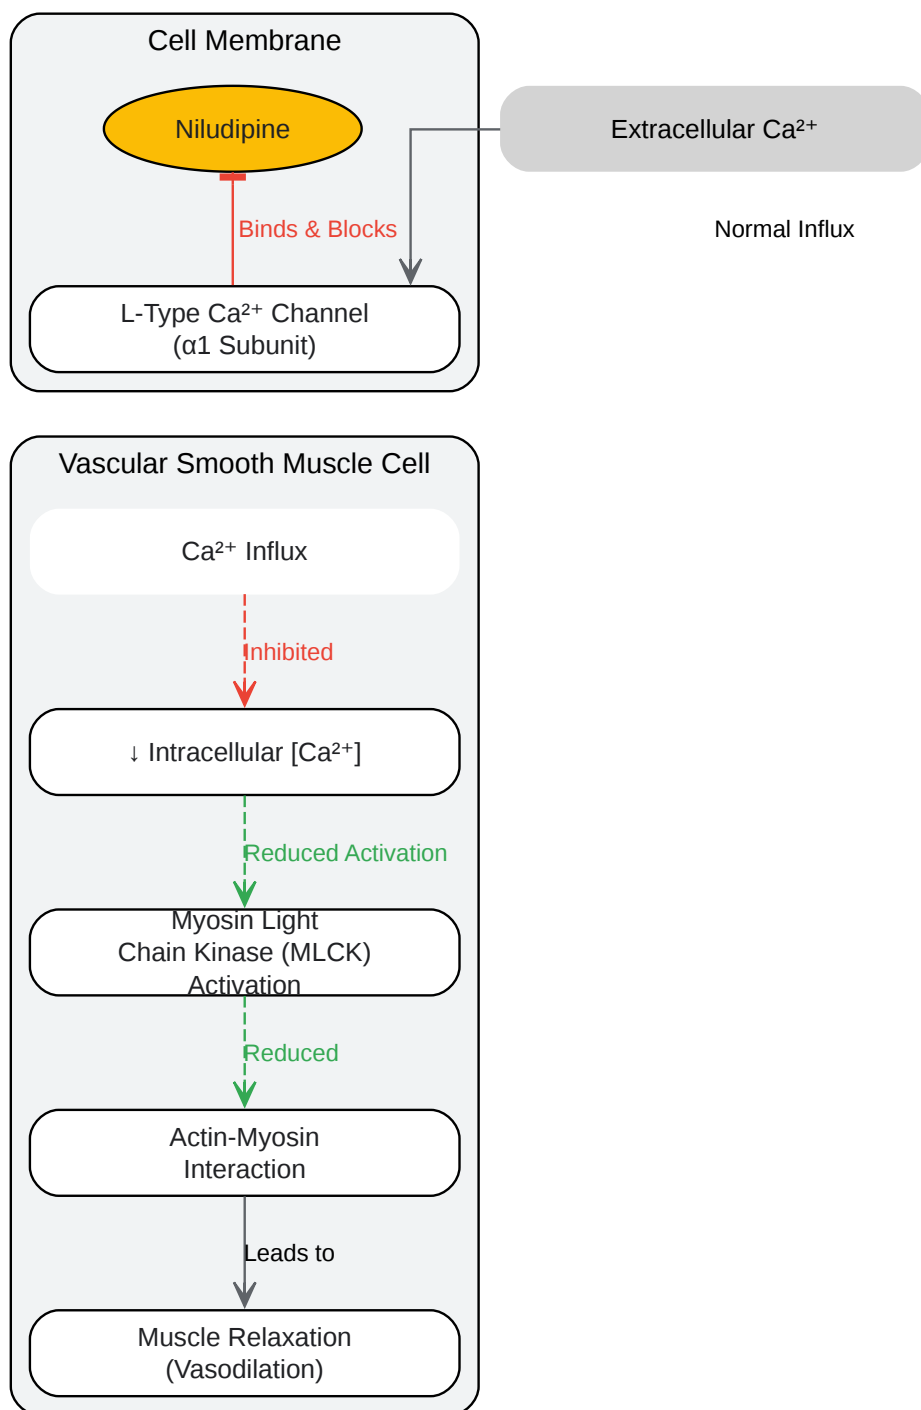 Cell Membrane
Niludipine
Extracellular Ca²⁺
Binds & Blocks
Normal Influx
L-Type Ca²⁺ Channel
(α1 Subunit)
Vascular Smooth Muscle Cell
Ca²⁺ Influx
Inhibited
↓ Intracellular [Ca²⁺]
Reduced Activation
Myosin Light
Chain Kinase (MLCK)
Activation
Reduced
Actin-Myosin
Interaction
Leads to
Muscle Relaxation
(Vasodilation)